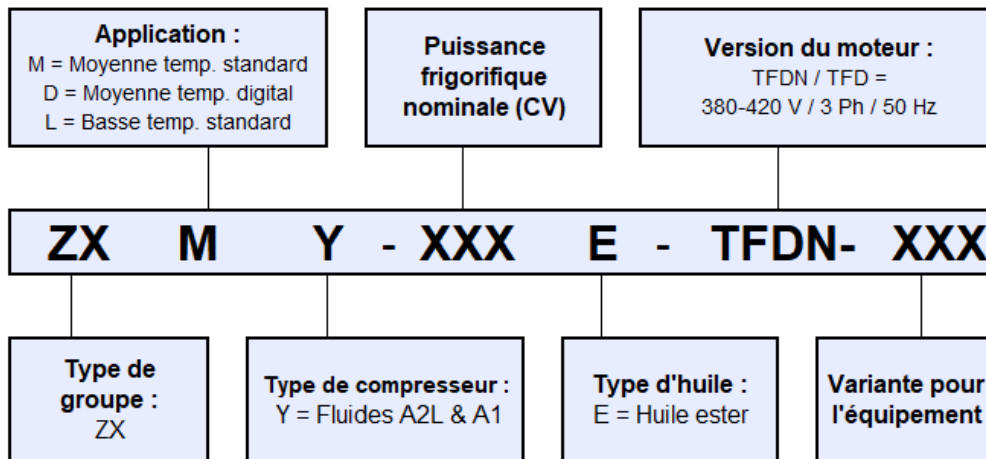 Application :
M = Moyenne temp. standard
D = Moyenne temp. digital
L = Basse temp. standard
Puissance
frigorifique
nominale (CV)
Version du moteur :
TFDN / TFD =
380-420 V / 3 Ph / 50 Hz
ZX M Y - XXX E - TFDN- XXX
Type de
groupe :
ZX
Type de compresseur :
Y = Fluides A2L & A1
Type d'huile :
E = Huile ester
Variante pour
l'équipement